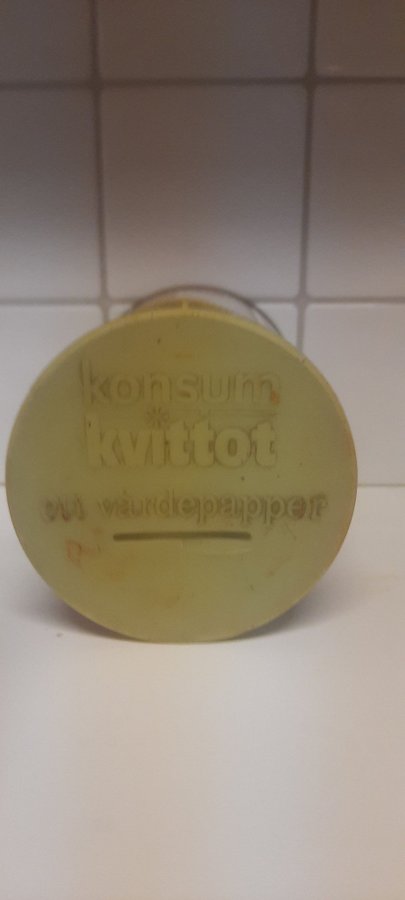 konsum
kvittot
ett värdepapper